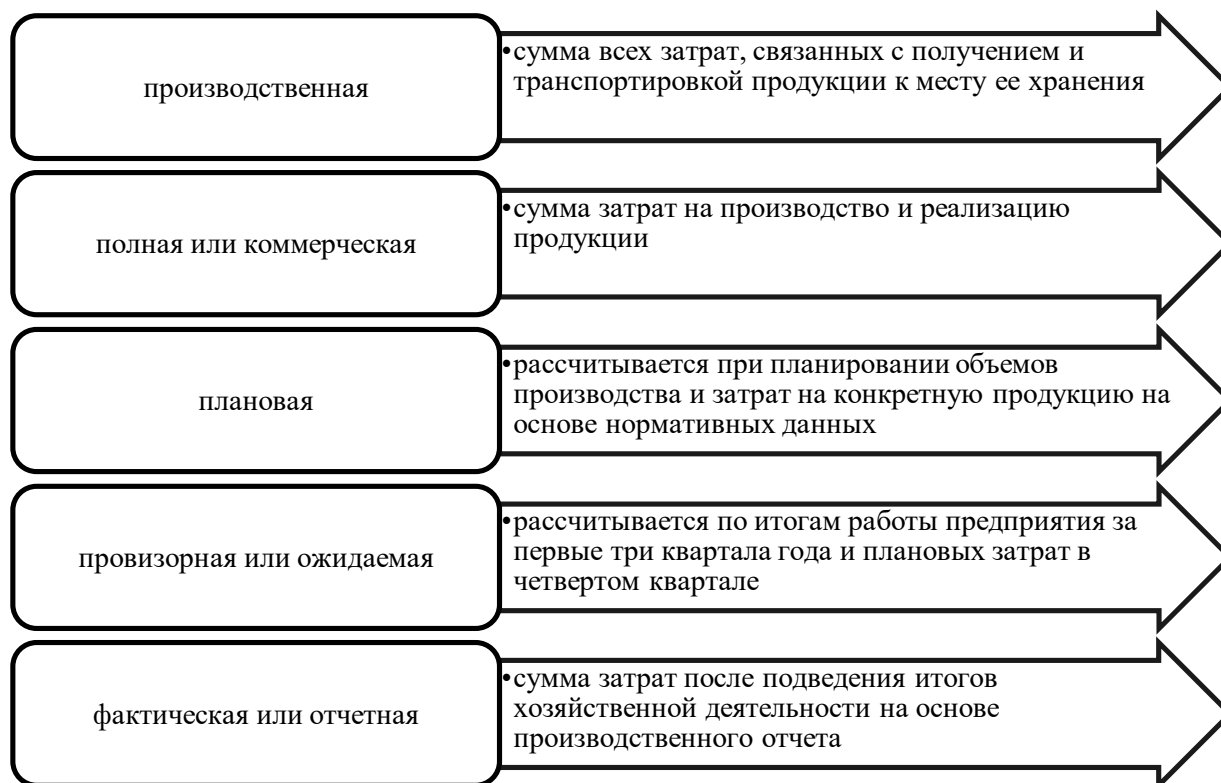 производственная
•сумма всех затрат, связанных с получением и
транспортировкой продукции к месту ее хранения
полная или коммерческая
•сумма затрат на производство и реализацию
продукции
плановая
•рассчитывается при планировании объемов
производства и затрат на конкретную продукцию на
основе нормативных данных
провизорная или ожидаемая
•рассчитывается по итогам работы предприятия за
первые три квартала года и плановых затрат в
четвертом квартале
фактическая или отчетная
•сумма затрат после подведения итогов
хозяйственной деятельности на основе
производственного отчета